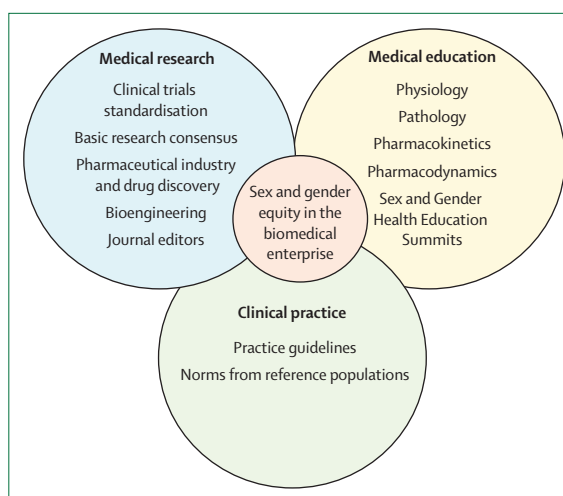 Medical research
Clinical trials
standardisation
Basic research consensus
Pharmaceutical industry
and drug discovery
Bioengineering
Journal editors
Medical education
Physiology
Pathology
Pharmacokinetics
Pharmacodynamics
Sex and Gender
Health Education
Summits
Sex and gender
equity in the
biomedical
enterprise
Clinical practice
Practice guidelines
Norms from reference populations